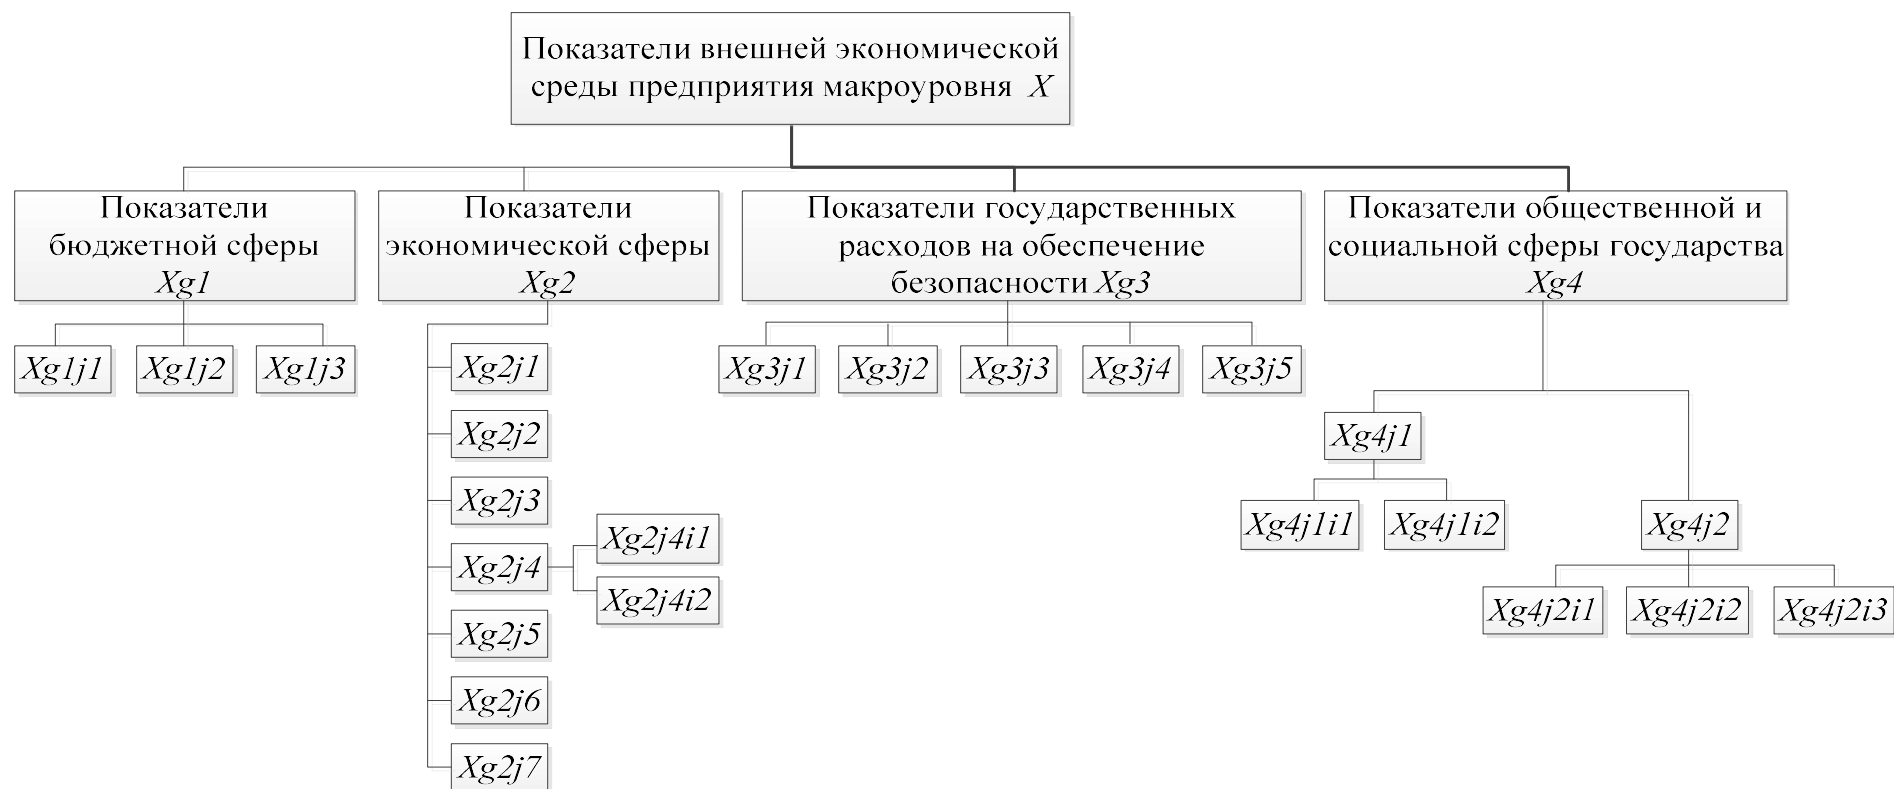 Показатели внешней экономической
среды предприятия макроуровня X
Показатели
бюджетной сферы
Xg1
Показатели
экономической сферы
Xg2
Показатели государственных
расходов на обеспечение
безопасности Xg3
Показатели общественной и
социальной сферы государства
Xg4
Xg1j1
Xg1j2
Xg1j3
Xg2j1
Xg2j2
Xg2j3
Xg2j4
Xg2j4i1
Xg2j4i2
Xg2j5
Xg2j6
Xg2j7
Xg3j1
Xg3j2
Xg3j3
Xg3j4
Xg3j5
Xg4j1
Xg4j1i1
Xg4j1i2
Xg4j2
Xg4j2i1
Xg4j2i2
Xg4j2i3